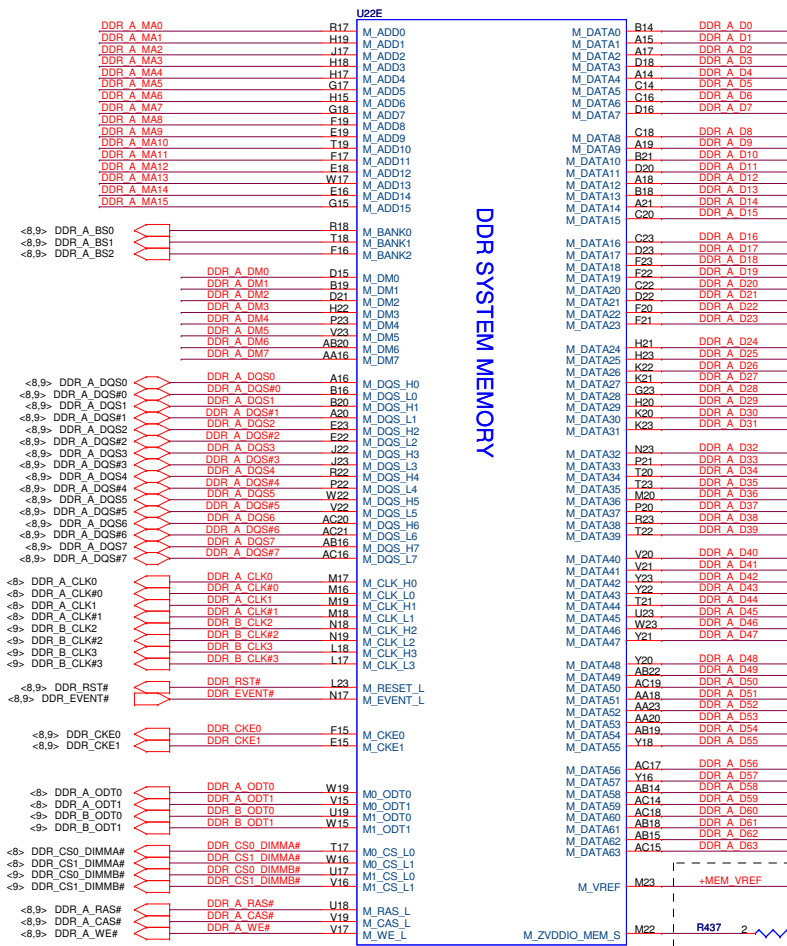 U22E
DDR_A_MA0 R17 M_ADD0 M_DATA0 B14 DDR_A_D0
DDR_A_MA1 H19 M_ADD1 M_DATA1 A15 DDR_A_D1
DDR_A_MA2 J17 M_ADD2 M_DATA2 A17 DDR_A_D2
DDR_A_MA3 H18 M_ADD3 M_DATA3 D18 DDR_A_D3
DDR_A_MA4 H17 M_ADD4 M_DATA4 A14 DDR_A_D4
DDR_A_MA5 G17 M_ADD5 M_DATA5 C14 DDR_A_D5
DDR_A_MA6 H15 M_ADD6 M_DATA6 C16 DDR_A_D6
DDR_A_MA7 G18 M_ADD7 M_DATA7 D16 DDR_A_D7
DDR_A_MA8 F19 M_ADD8
DDR_A_MA9 E19 M_ADD9 M_DATA8 C18 DDR_A_D8
DDR_A_MA10 T19 M_ADD10 M_DATA9 A19 DDR_A_D9
DDR_A_MA11 F17 M_ADD11 M_DATA10 B21 DDR_A_D10
DDR_A_MA12 E18 M_ADD12 M_DATA11 D20 DDR_A_D11
DDR_A_MA13 W17 M_ADD13 M_DATA12 A18 DDR_A_D12
DDR_A_MA14 E16 M_ADD14 M_DATA13 B18 DDR_A_D13
DDR_A_MA15 G15 M_ADD15 M_DATA14 A21 DDR_A_D14
M_DATA15 C20 DDR_A_D15
<8,9> DDR_A_BS0 R18 M_BANK0
<8,9> DDR_A_BS1 T18 M_BANK1 M_DATA16 C23 DDR_A_D16
<8,9> DDR_A_BS2 F16 M_BANK2 M_DATA17 D23 DDR_A_D17
M_DATA18 F23 DDR_A_D18
DDR_A_DM0 D15 M_DM0 M_DATA19 F22 DDR_A_D19
DDR_A_DM1 B19 M_DM1 M_DATA20 C22 DDR_A_D20
DDR_A_DM2 D21 M_DM2 M_DATA21 D22 DDR_A_D21
DDR_A_DM3 H22 M_DM3 M_DATA22 F20 DDR_A_D22
DDR_A_DM4 P23 M_DM4 M_DATA23 F21 DDR_A_D23
DDR_A_DM5 V23 M_DM5
DDR_A_DM6 AB20 M_DM6 M_DATA24 H21 DDR_A_D24
DDR_A_DM7 AA16 M_DM7 M_DATA25 H23 DDR_A_D25
M_DATA26 K22 DDR_A_D26
<8,9> DDR_A_DQS0 DDR_A_DQS0 A16 M_DQS_H0 M_DATA27 K21 DDR_A_D27
<8,9> DDR_A_DQS#0 DDR_A_DQS#0 B16 M_DQS_L0 M_DATA28 G23 DDR_A_D28
<8,9> DDR_A_DQS1 DDR_A_DQS1 B20 M_DQS_H1 M_DATA29 H20 DDR_A_D29
<8,9> DDR_A_DQS#1 DDR_A_DQS#1 A20 M_DQS_L1 M_DATA30 K20 DDR_A_D30
<8,9> DDR_A_DQS2 DDR_A_DQS2 E23 M_DQS_H2 M_DATA31 K23 DDR_A_D31
<8,9> DDR_A_DQS#2 DDR_A_DQS#2 E22 M_DQS_L2
<8,9> DDR_A_DQS3 DDR_A_DQS3 J22 M_DQS_H3 M_DATA32 N23 DDR_A_D32
<8,9> DDR_A_DQS#3 DDR_A_DQS#3 J23 M_DQS_L3 M_DATA33 P21 DDR_A_D33
<8,9> DDR_A_DQS4 DDR_A_DQS4 R22 M_DQS_H4 M_DATA34 T20 DDR_A_D34
<8,9> DDR_A_DQS#4 DDR_A_DQS#4 P22 M_DQS_L4 M_DATA35 T23 DDR_A_D35
<8,9> DDR_A_DQS5 DDR_A_DQS5 W22 M_DQS_H5 M_DATA36 M20 DDR_A_D36
<8,9> DDR_A_DQS#5 DDR_A_DQS#5 V22 M_DQS_L5 M_DATA37 P20 DDR_A_D37
<8,9> DDR_A_DQS6 DDR_A_DQS6 AC20 M_DQS_H6 M_DATA38 R23 DDR_A_D38
<8,9> DDR_A_DQS#6 DDR_A_DQS#6 AC21 M_DQS_L6 M_DATA39 T22 DDR_A_D39
<8,9> DDR_A_DQS7 DDR_A_DQS7 AB16 M_DQS_H7
<8,9> DDR_A_DQS#7 DDR_A_DQS#7 AC16 M_DQS_L7 M_DATA40 V20 DDR_A_D40
M_DATA41 V21 DDR_A_D41
<8> DDR_A_CLK0 DDR_A_CLK0 M17 M_CLK_H0 M_DATA42 Y23 DDR_A_D42
<8> DDR_A_CLK#0 DDR_A_CLK#0 M16 M_CLK_L0 M_DATA43 Y22 DDR_A_D43
<8> DDR_A_CLK1 DDR_A_CLK1 M19 M_CLK_H1 M_DATA44 T21 DDR_A_D44
<8> DDR_A_CLK#1 DDR_A_CLK#1 M18 M_CLK_L1 M_DATA45 U23 DDR_A_D45
<9> DDR_B_CLK2 DDR_B_CLK2 N18 M_CLK_H2 M_DATA46 W23 DDR_A_D46
<9> DDR_B_CLK#2 DDR_B_CLK#2 N19 M_CLK_L2 M_DATA47 Y21 DDR_A_D47
<9> DDR_B_CLK3 DDR_B_CLK3 L18 M_CLK_H3
<9> DDR_B_CLK#3 DDR_B_CLK#3 L17 M_CLK_L3 M_DATA48 Y20 DDR_A_D48
M_DATA49 AB22 DDR_A_D49
<8,9> DDR_RST# DDR_RST# L23 M_RESET_L M_DATA50 AC19 DDR_A_D50
<8,9> DDR_EVENT# DDR_EVENT# N17 M_EVENT_L M_DATA51 AA18 DDR_A_D51
M_DATA52 AA23 DDR_A_D52
M_DATA53 AA20 DDR_A_D53
<8,9> DDR_CKE0 DDR_CKE0 F15 M_CKE0 M_DATA54 AB19 DDR_A_D54
<8,9> DDR_CKE1 DDR_CKE1 E15 M_CKE1 M_DATA55 Y18 DDR_A_D55
M_DATA56 AC17 DDR_A_D56
M_DATA57 Y16 DDR_A_D57
<8> DDR_A_ODT0 DDR_A_ODT0 W19 M0_ODT0 M_DATA58 AB14 DDR_A_D58
<8> DDR_A_ODT1 DDR_A_ODT1 V15 M0_ODT1 M_DATA59 AC14 DDR_A_D59
<9> DDR_B_ODT0 DDR_B_ODT0 U19 M1_ODT0 M_DATA60 AC18 DDR_A_D60
<9> DDR_B_ODT1 DDR_B_ODT1 W15 M1_ODT1 M_DATA61 AB18 DDR_A_D61
M_DATA62 AB15 DDR_A_D62
<8> DDR_CS0_DIMMA# DDR_CS0_DIMMA# T17 M0_CS_L0 M_DATA63 AC15 DDR_A_D63
<8> DDR_CS1_DIMMA# DDR_CS1_DIMMA# W16 M0_CS_L1
<9> DDR_CS0_DIMMB# DDR_CS0_DIMMB# U17 M1_CS_L0
<9> DDR_CS1_DIMMB# DDR_CS1_DIMMB# V16 M1_CS_L1 M_VREF M23 +MEM_VREF
<8,9> DDR_A_RAS# DDR_A_RAS# U18 M_RAS_L
<8,9> DDR_A_CAS# DDR_A_CAS# V19 M_CAS_L
<8,9> DDR_A_WE# DDR_A_WE# V17 M_WE_L M_ZVDDIO_MEM_S M22 R437 2
DDR SYSTEM MEMORY